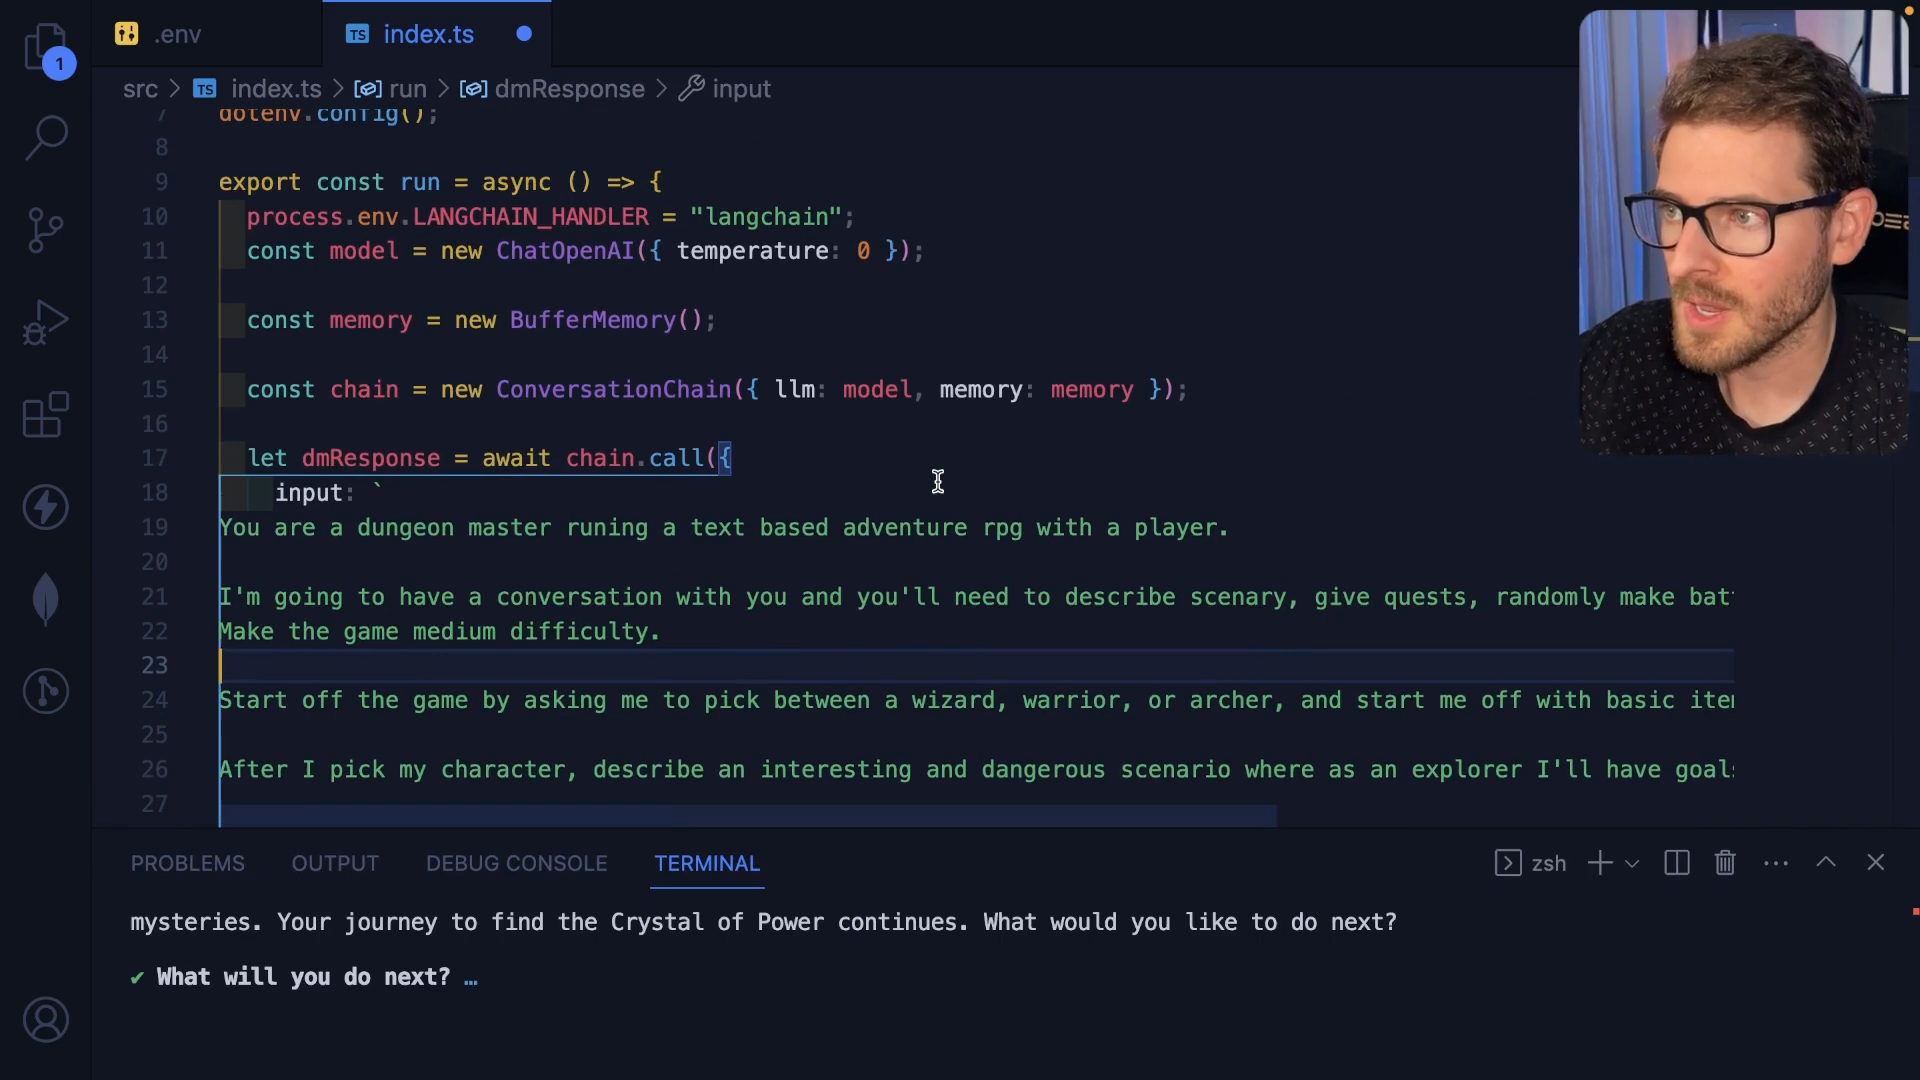 .env
TS index.ts
1
src > TS index.ts > run > dmResponse > input
7 dotenv.config();
8
9 export const run = async () => {
10 process.env.LANGCHAIN_HANDLER = "langchain";
11 const model = new ChatOpenAI({ temperature: 0 });
12
13 const memory = new BufferMemory();
14
15 const chain = new ConversationChain({ llm: model, memory: memory });
16
17 let dmResponse = await chain.call({
18 input: `
19 You are a dungeon master runing a text based adventure rpg with a player.
20
21 I'm going to have a conversation with you and you'll need to describe scenary, give quests, randomly make bat
22 Make the game medium difficulty.
23
24 Start off the game by asking me to pick between a wizard, warrior, or archer, and start me off with basic ite
25
26 After I pick my character, describe an interesting and dangerous scenario where as an explorer I'll have goals
27
PROBLEMS OUTPUT DEBUG CONSOLE TERMINAL zsh
mysteries. Your journey to find the Crystal of Power continues. What would you like to do next?
✔ What will you do next? …